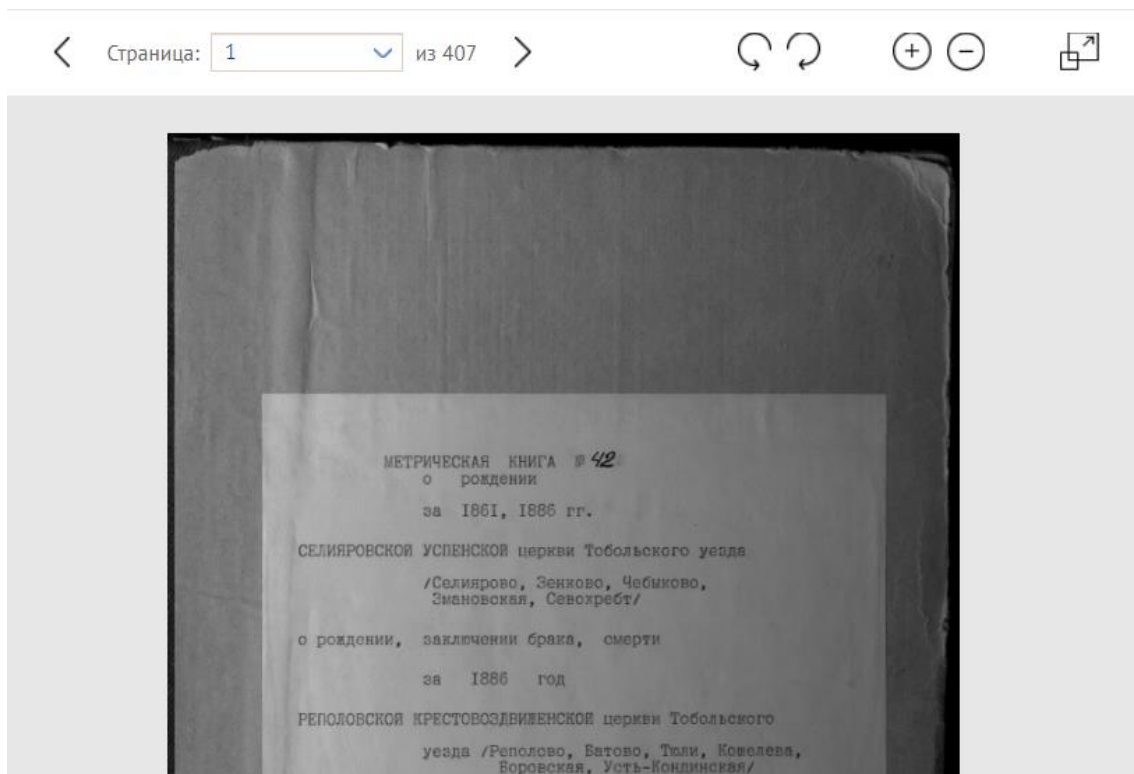 Страница: 1 из 407
МЕТРИЧЕСКАЯ КНИГА № 42
о рождении
за 1861, 1886 гг.
СЕЛИЯРОВСКОЙ УСПЕНСКОЙ церкви Тобольского уезда
/Селиярово, Зенково, Чебыково,
Змановская, Севохребт/
о рождении, заключении брака, смерти
за 1886 год
РЕПОЛОВСКОЙ КРЕСТОВОЗДВИЖЕНСКОЙ церкви Тобольского
уезда /Реполово, Батово, Тюли, Кошелева,
Боровская, Усть-Кондинская/